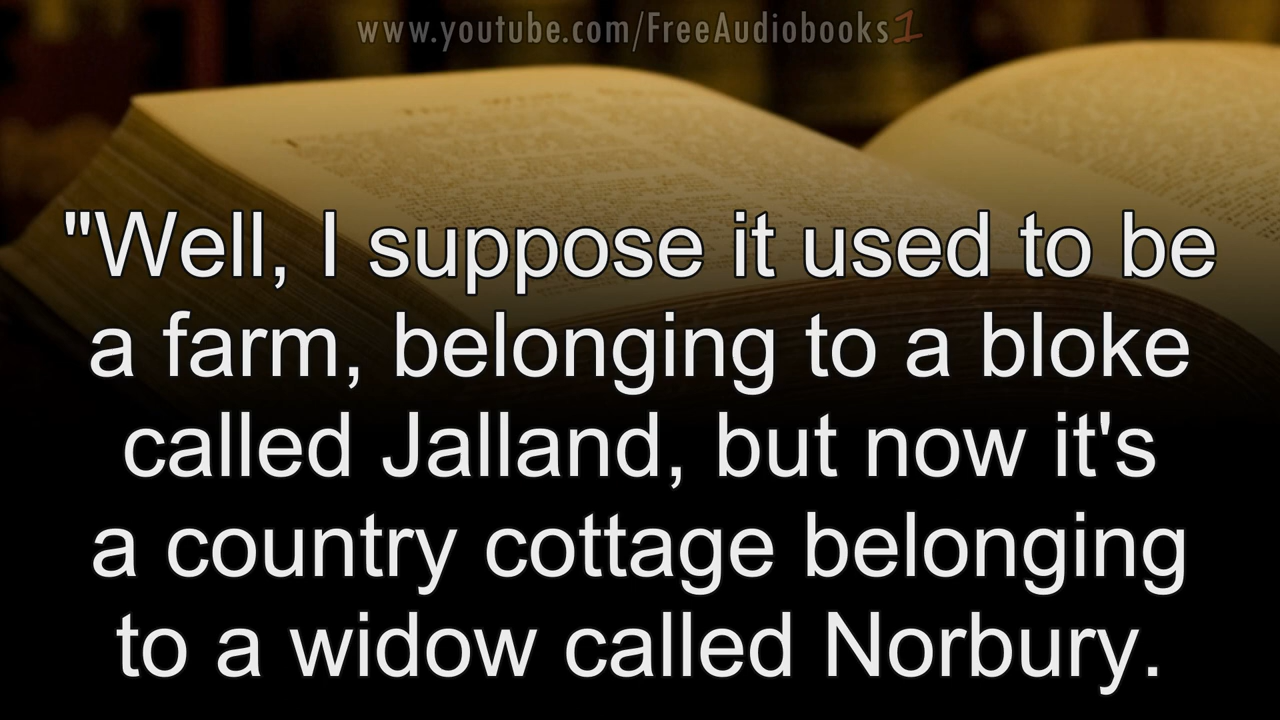 www.youtube.com/FreeAudiobooks1
"Well, I suppose it used to be
a farm, belonging to a bloke
called Jalland, but now it's
a country cottage belonging
to a widow called Norbury.